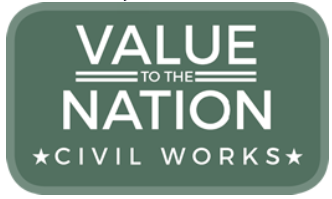 VALUE
TO THE
NATION
★CIVIL WORKS★